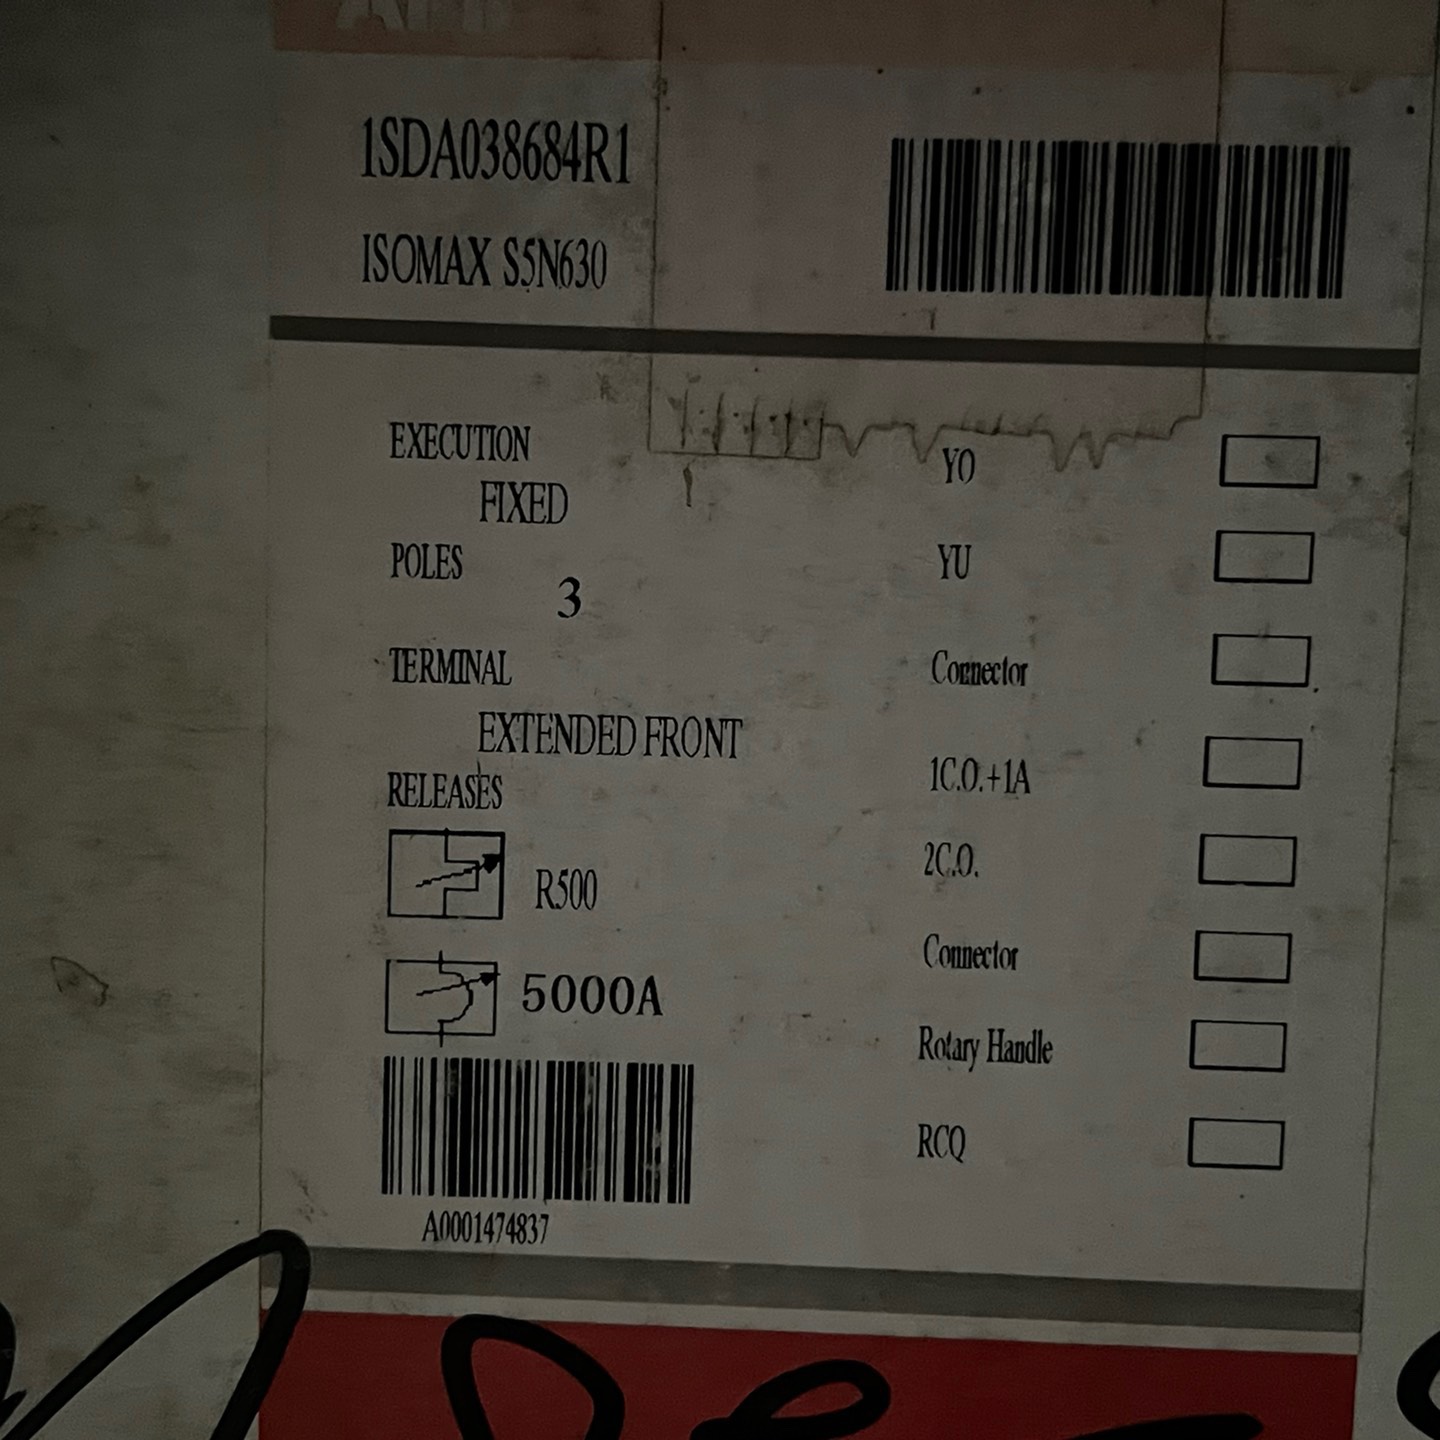 1SDA038684R1
ISOMAX S5N630
EXECUTION
FIXED
POLES
3
TERMINAL
EXTENDED FRONT
RELEASES
R500
5000A
A0001474837
YO
YU
Connector
1C.O.+1A
2C.O.
Connector
Rotary Handle
RCQ